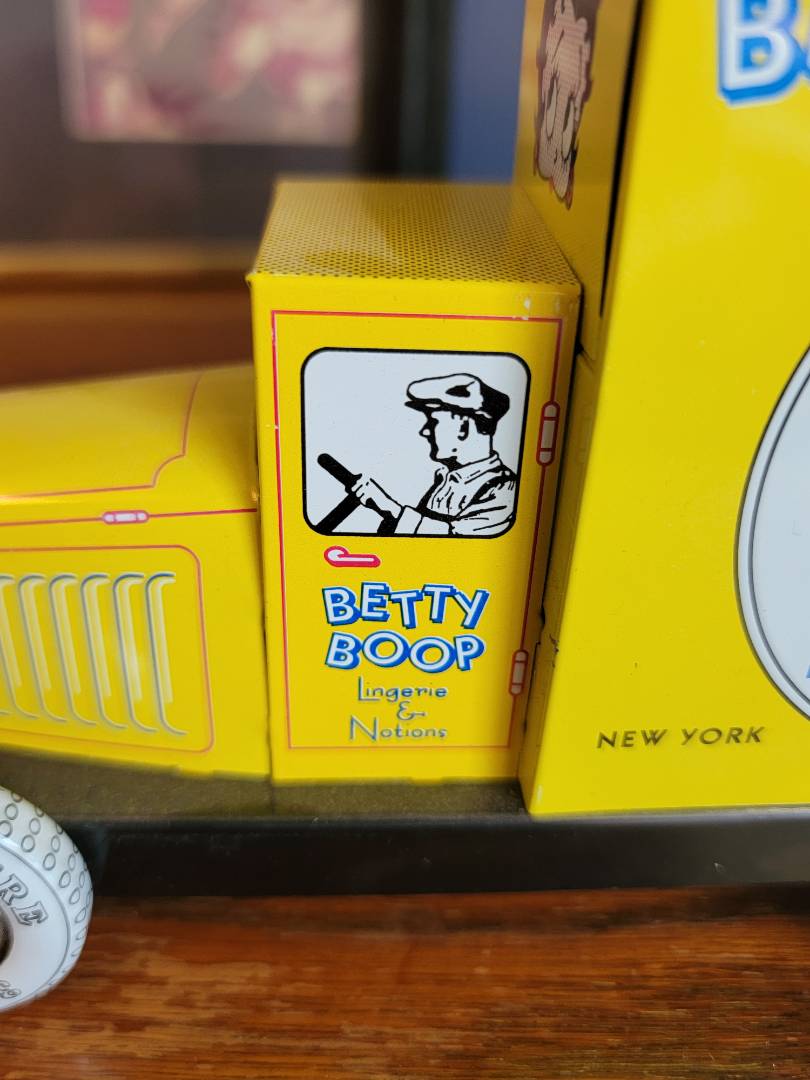 BETTY
BOOP
Lingerie
&
Notions
NEW YORK